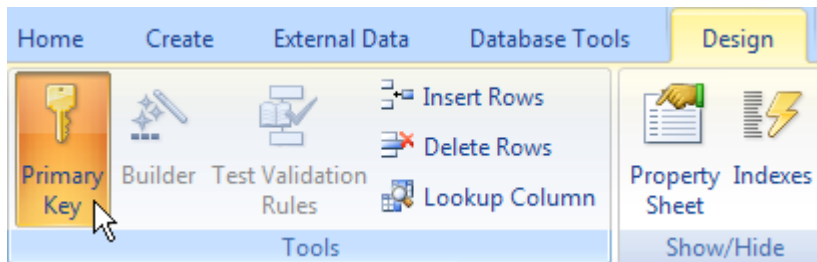 Home Create External Data Database Tools Design
Primary Key
Builder
Test Validation Rules
Insert Rows
Delete Rows
Lookup Column
Property Sheet
Indexes
Tools
Show/Hide